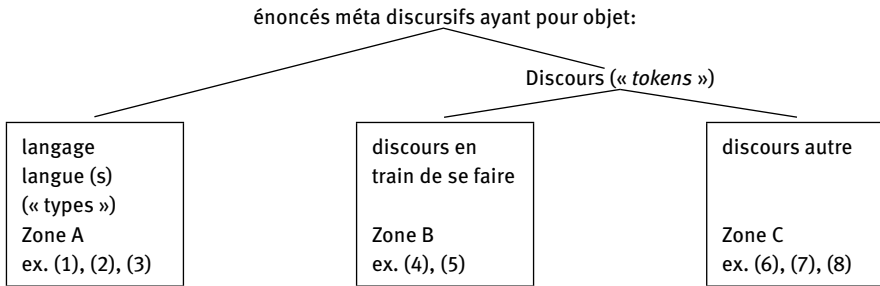 énoncés méta discursifs ayant pour objet:
Discours (« tokens »)
langage
langue (s)
(« types »)
Zone A
ex. (1), (2), (3)
discours en
train de se faire
Zone B
ex. (4), (5)
discours autre
Zone C
ex. (6), (7), (8)